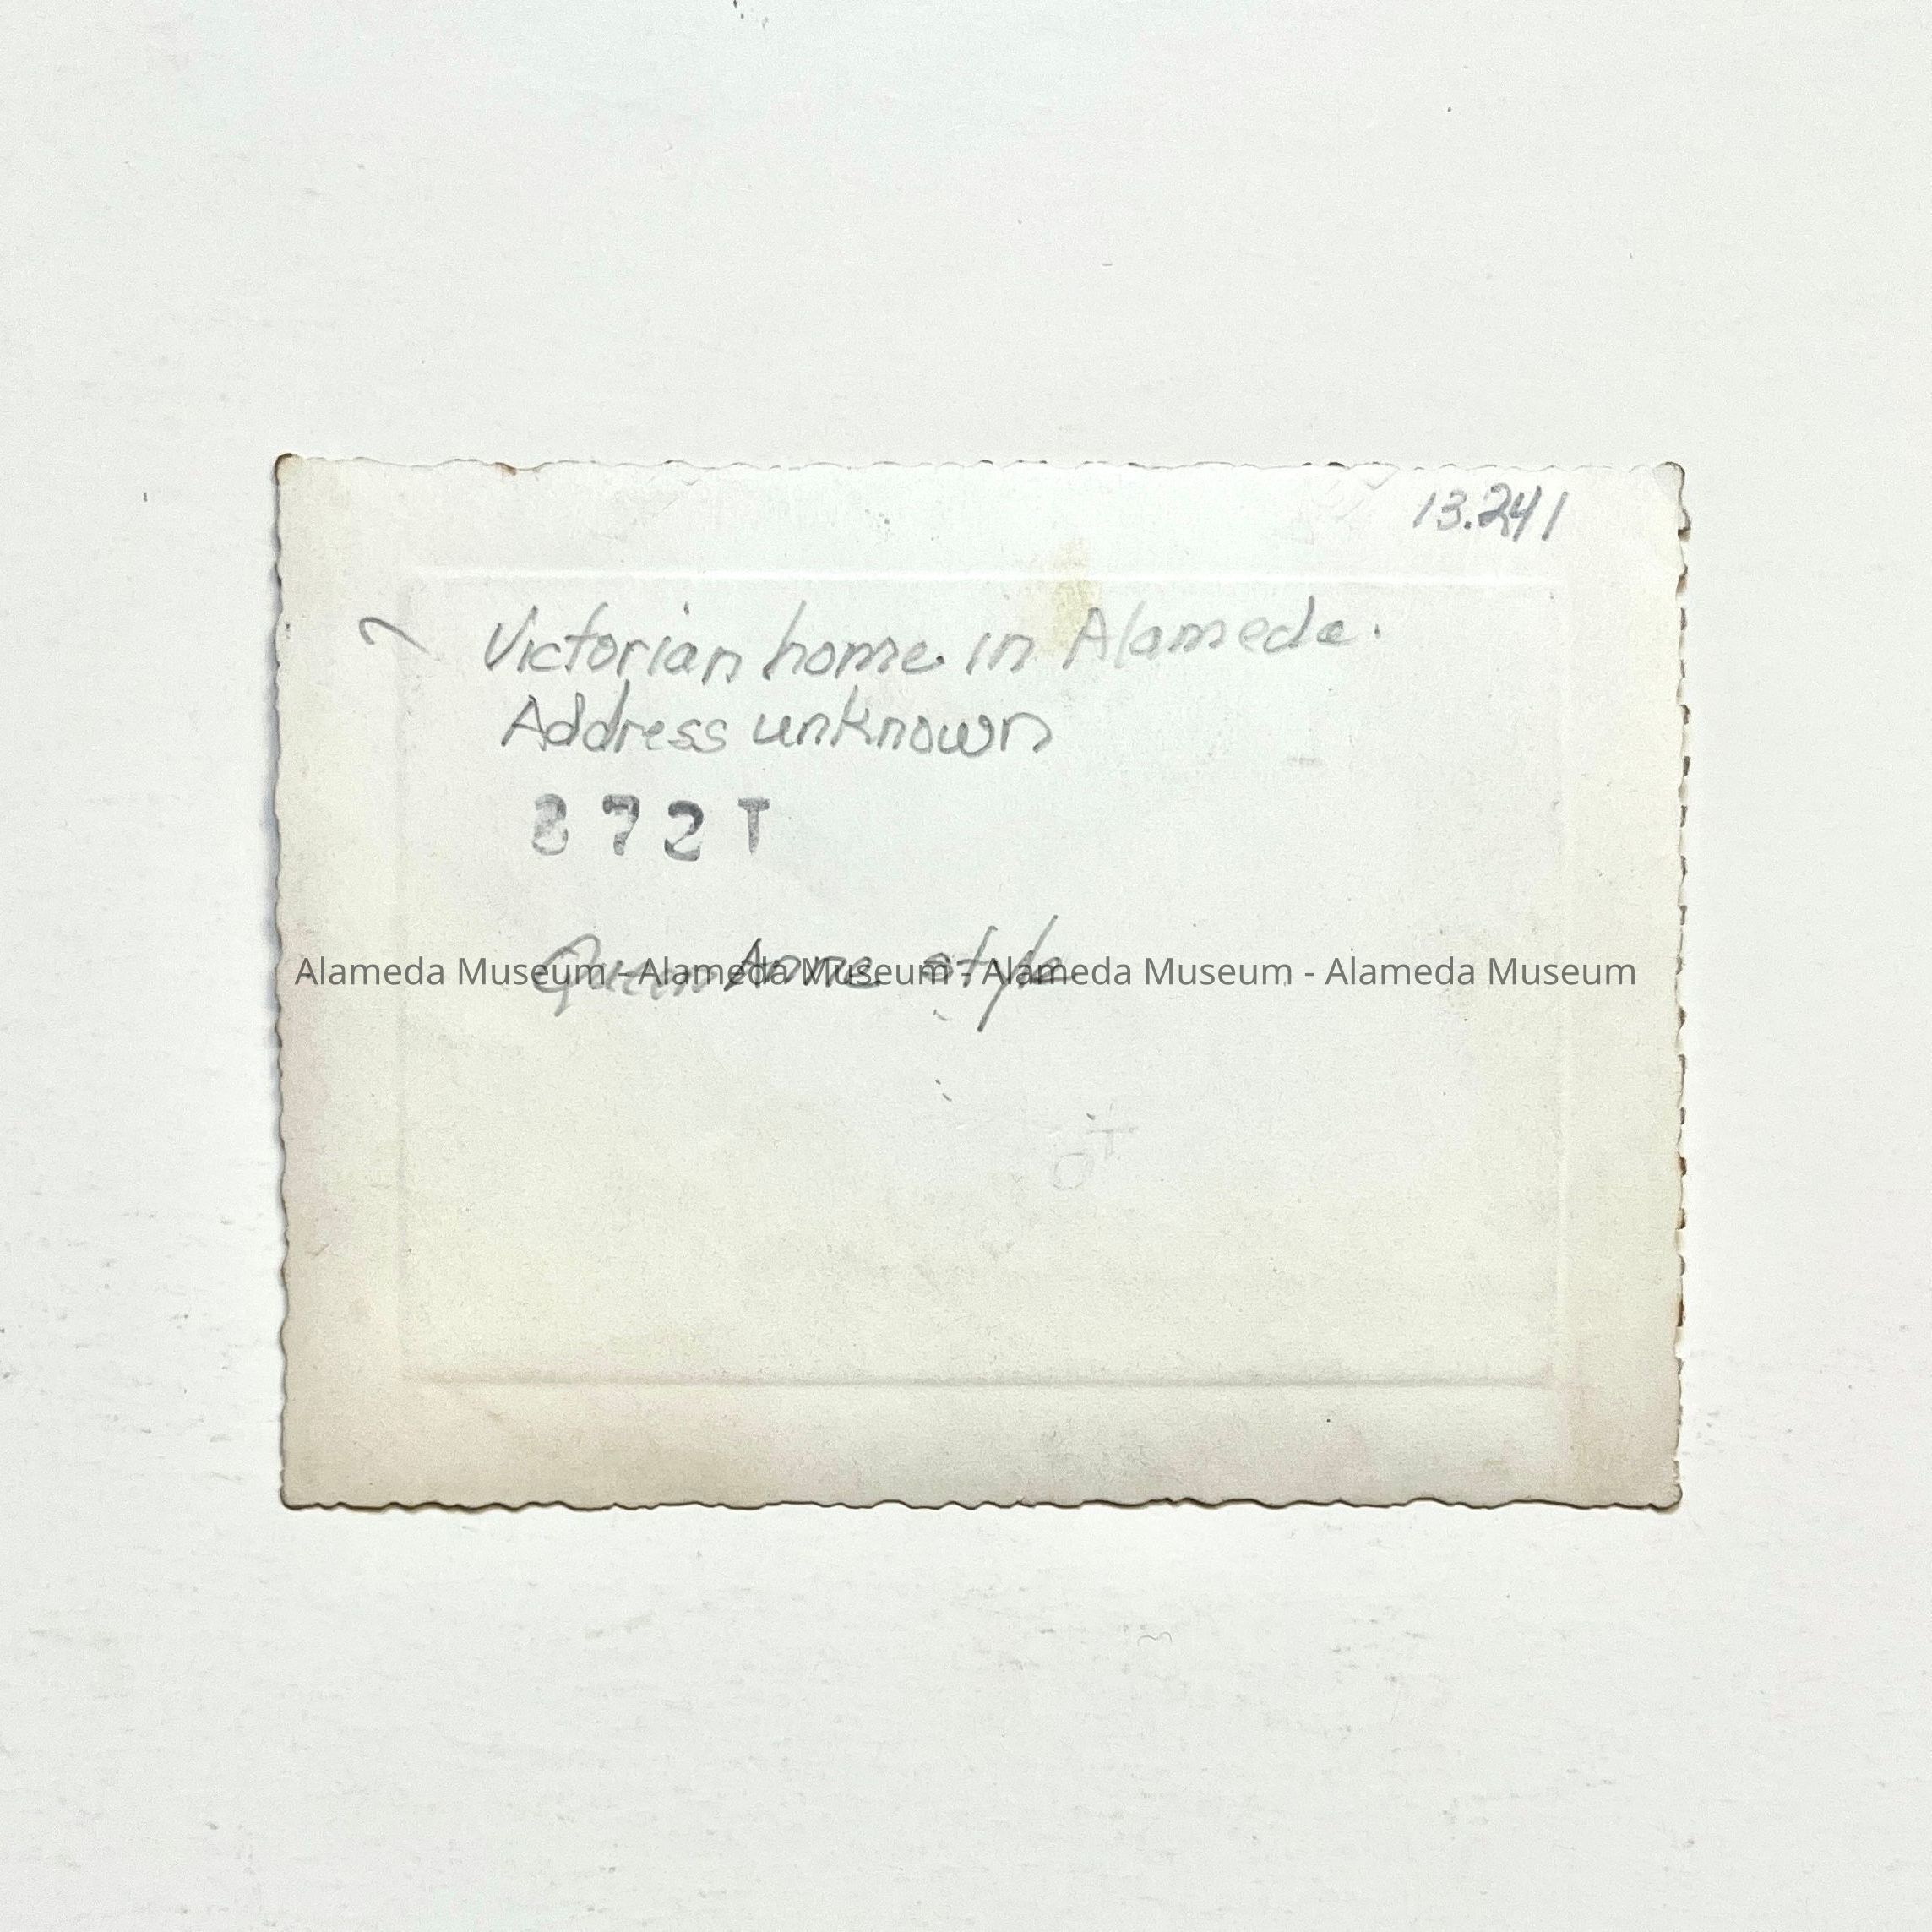 13.241
Victorian home in Alameda.
Address unknown
872T
Queen Anne style
Alameda Museum - Alameda Museum - Alameda Museum - Alameda Museum